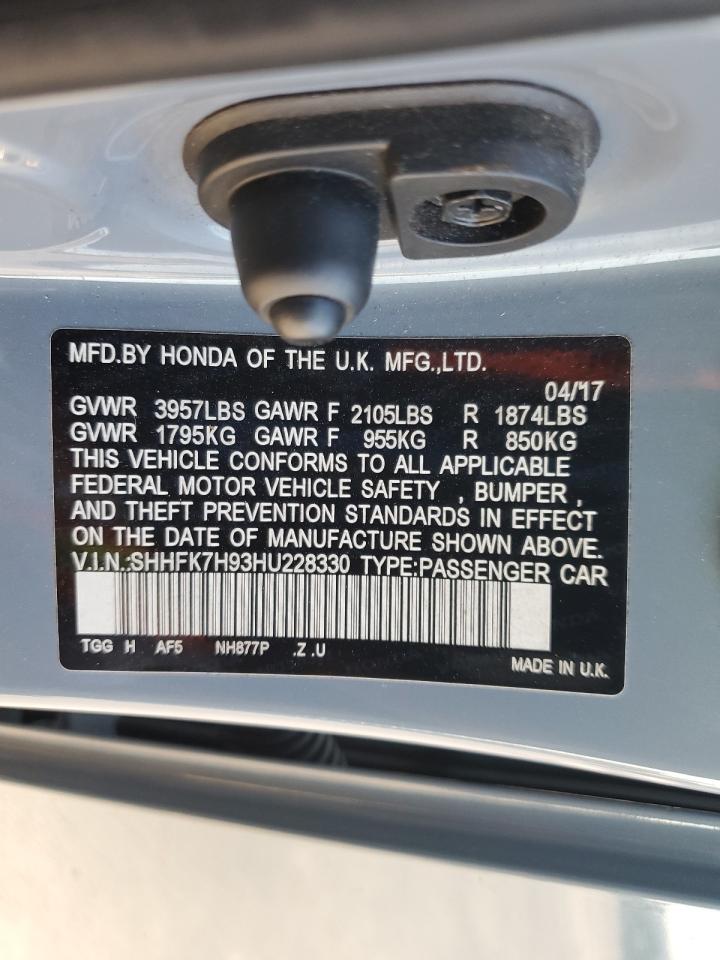 MFD.BY HONDA OF THE U.K. MFG.,LTD.
04/17
GVWR 3957LBS GAWR F 2105LBS R 1874LBS
GVWR 1795KG GAWR F 955KG R 850KG
THIS VEHICLE CONFORMS TO ALL APPLICABLE
FEDERAL MOTOR VEHICLE SAFETY , BUMPER ,
AND THEFT PREVENTION STANDARDS IN EFFECT
ON THE DATE OF MANUFACTURE SHOWN ABOVE.
V.I.N.:SHHFK7H93HU228330 TYPE:PASSENGER CAR
TGG H AF5 NH877P .Z .U
MADE IN U.K.